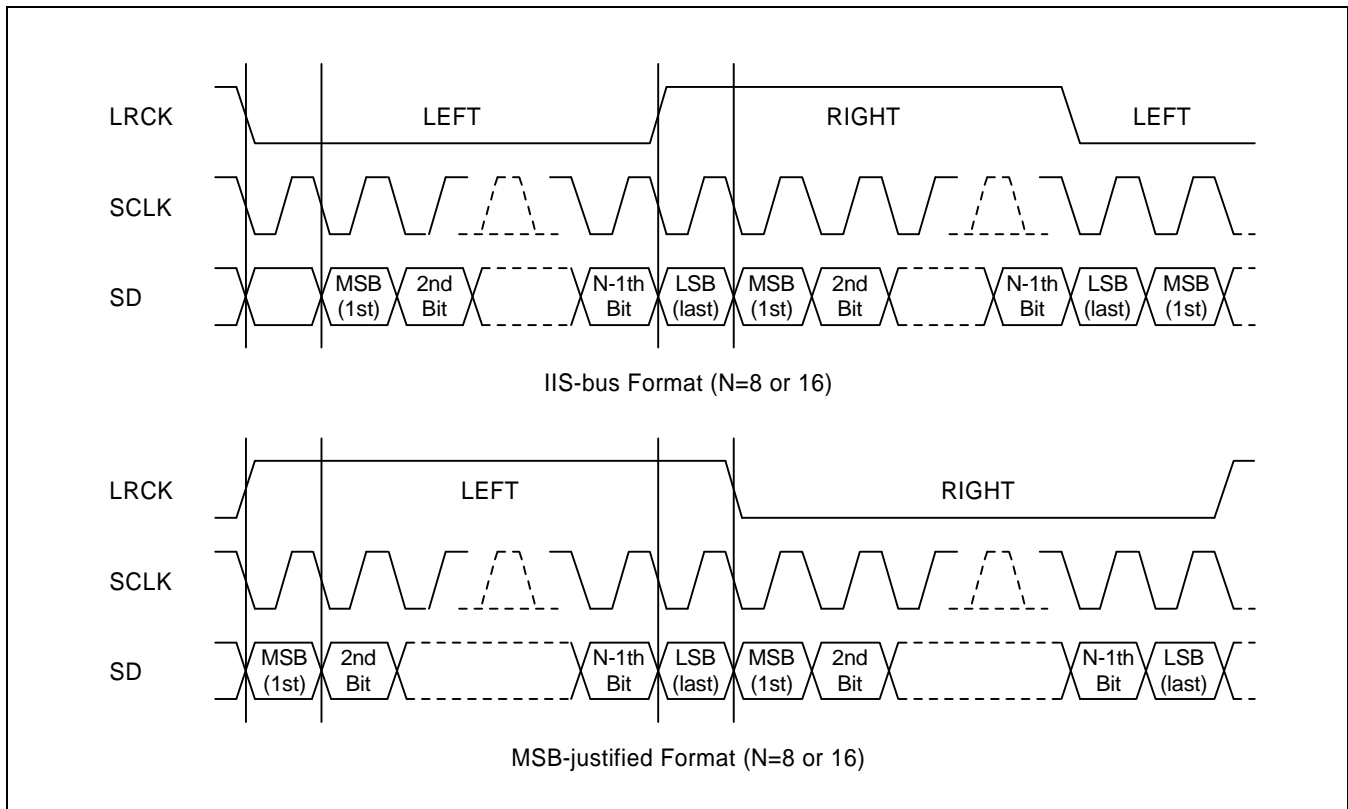 LRCK LEFT RIGHT LEFT
SCLK
SD MSB (1st) 2nd Bit N-1th Bit LSB (last) MSB (1st) 2nd Bit N-1th Bit LSB (last) MSB (1st)
IIS-bus Format (N=8 or 16)
LRCK LEFT RIGHT
SCLK
SD MSB (1st) 2nd Bit N-1th Bit LSB (last) MSB (1st) 2nd Bit N-1th Bit LSB (last)
MSB-justified Format (N=8 or 16)